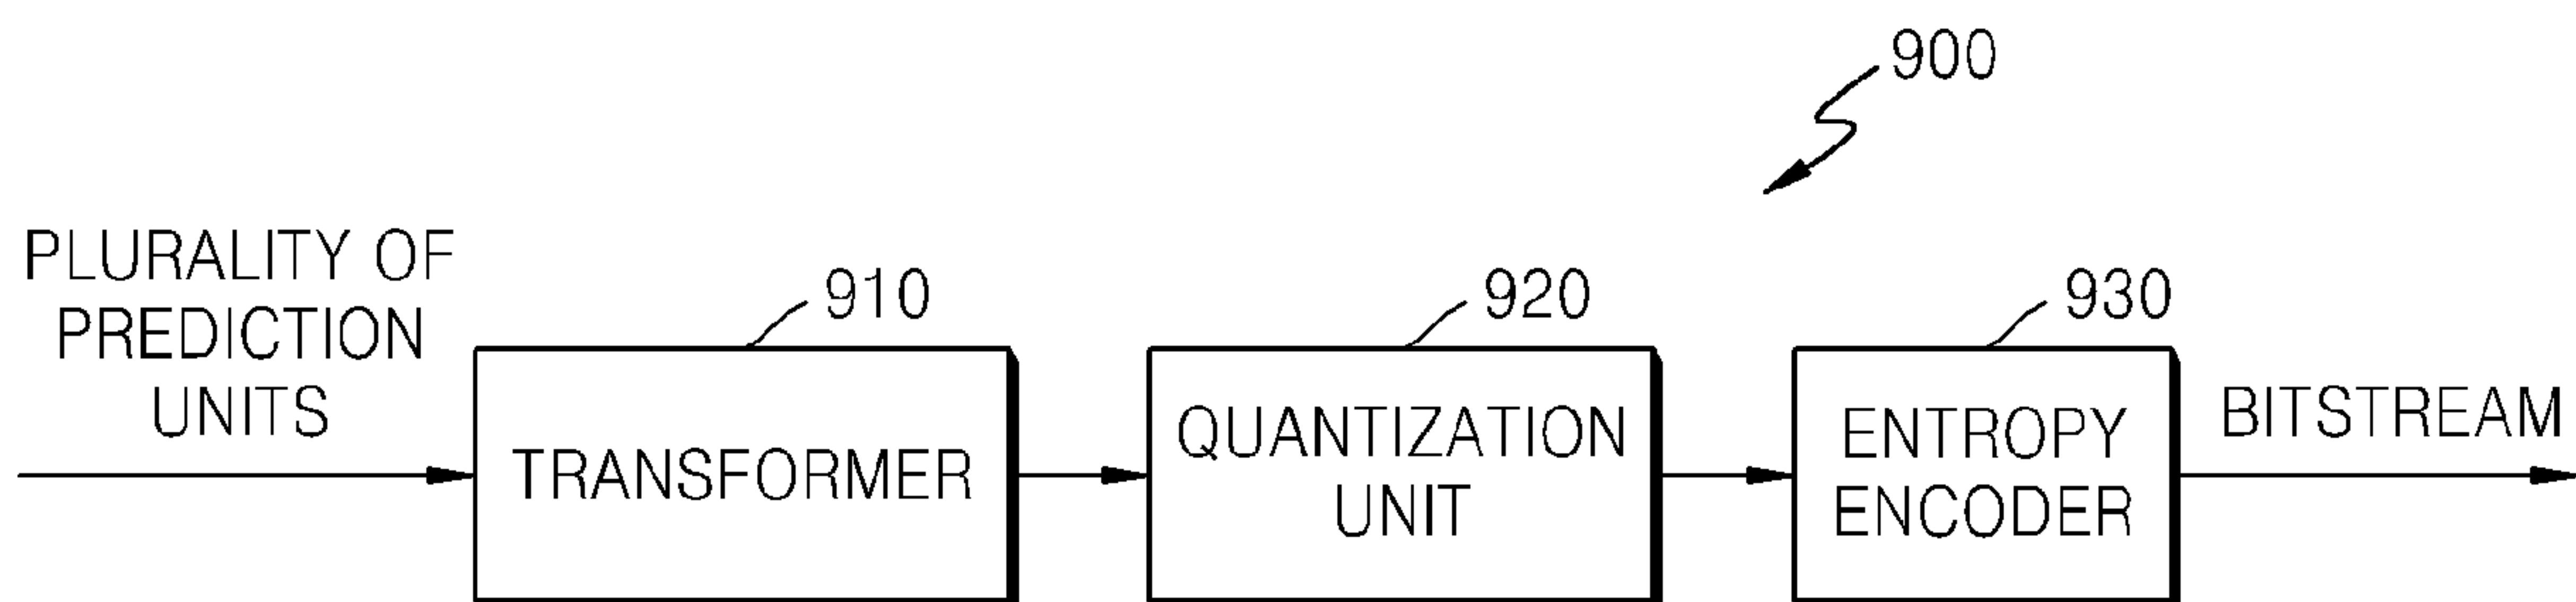 900
PLURALITY OF
PREDICTION
UNITS
910
920
930
TRANSFORMER
QUANTIZATION
UNIT
ENTROPY
ENCODER
BITSTREAM